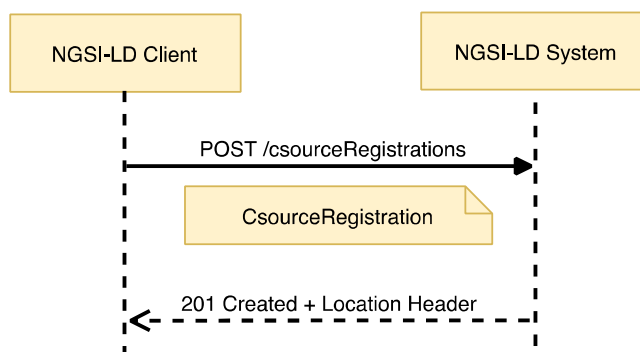 NGSI-LD Client
NGSI-LD System
POST /csourceRegistrations
CsourceRegistration
201 Created + Location Header